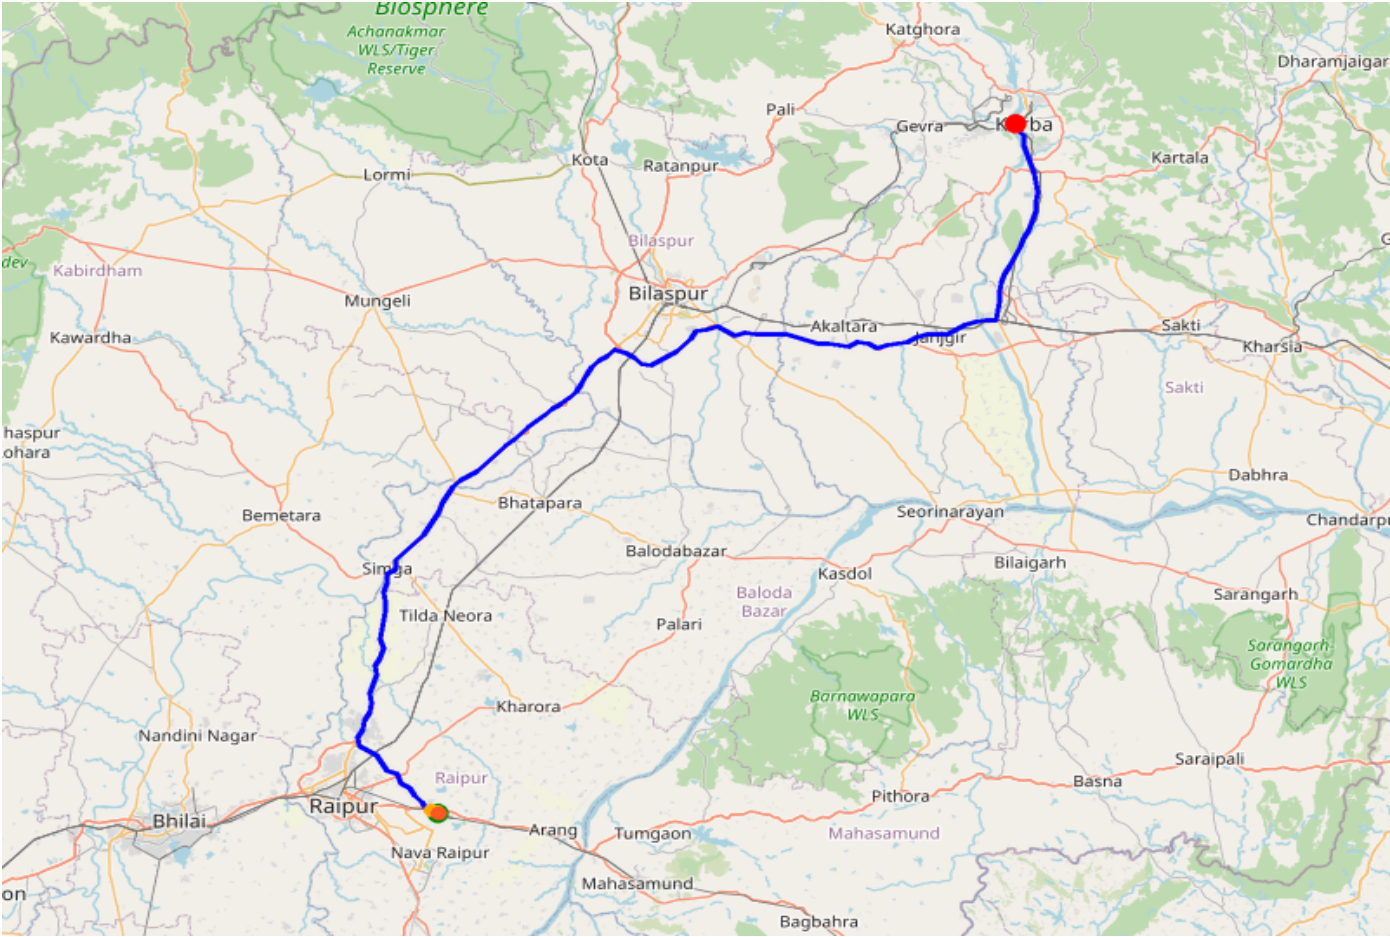 Biosphere
Achanakmar
WLS/Tiger
Reserve
Katghora
Dharamjaigar
Pali
Gevra
Korba
Kota
Ratanpur
Kartala
Lormi
Bilaspur
dev
Kabirdham
Bilaspur
Mungeli
Akaltara
Sakti
Kawardha
Janjgir
Kharsia
Sakti
haspur
ohara
Dabhra
Bhatapara
Seorinarayan
Bemetara
Chandarpu
Balodabazar
Simga
Kasdol
Bilaigarh
Baloda
Bazar
Sarangarh
Tilda Neora
Palari
Sarangarh-
Gomardha
WLS
Barnawapara
WLS
Kharora
Nandini Nagar
Saraipali
Raipur
Basna
Pithora
Raipur
Bhilai
Arang
Tumgaon
Mahasamund
Nava Raipur
Mahasamund
on
Bagbahra